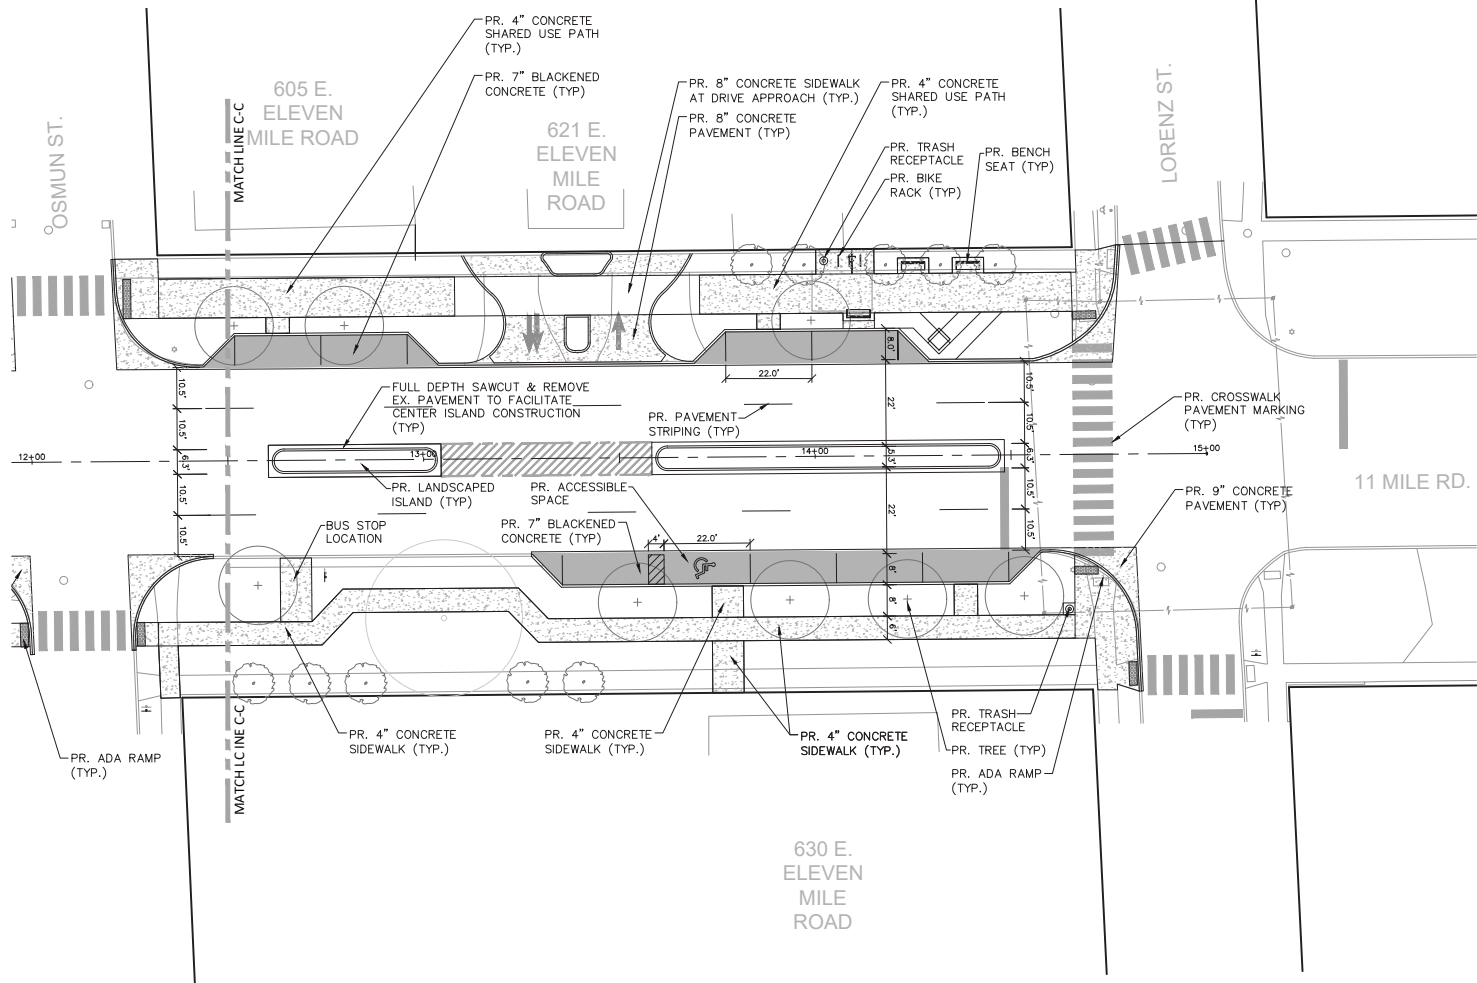 PR. 4” CONCRETE
SHARED USE PATH
(TYP.)
PR. 7” BLACKENED
CONCRETE (TYP)
605 E.
ELEVEN
MILE ROAD
621 E.
ELEVEN
MILE
ROAD
PR. 8” CONCRETE SIDEWALK
AT DRIVE APPROACH (TYP.)
PR. 8” CONCRETE
PAVEMENT (TYP)
PR. 4” CONCRETE
SHARED USE PATH
(TYP.)
PR. TRASH
RECEPTACLE
PR. BIKE
RACK (TYP)
PR. BENCH
SEAT (TYP)
OSMUN ST.
MATCH LINE C-C
LORENZ ST.
8.0'
22.0'
10.5'
10.5'
6.3'
10.5'
10.5'
FULL DEPTH SAWCUT & REMOVE
EX. PAVEMENT TO FACILITATE
CENTER ISLAND CONSTRUCTION
(TYP)
PR. PAVEMENT
STRIPING (TYP)
22'
10.5'
10.5'
6.3'
10.5'
10.5'
PR. CROSSWALK
PAVEMENT MARKING
(TYP)
12+00
13+00
14+00
15+00
5.3'
22'
11 MILE RD.
PR. LANDSCAPED
ISLAND (TYP)
PR. ACCESSIBLE
SPACE
PR. 9” CONCRETE
PAVEMENT (TYP)
BUS STOP
LOCATION
PR. 7” BLACKENED
CONCRETE (TYP)
4'
22.0'
8'
8'
6'
PR. ADA RAMP
(TYP.)
MATCH LC INE C-C
PR. 4” CONCRETE
SIDEWALK (TYP.)
PR. 4” CONCRETE
SIDEWALK (TYP.)
PR. 4” CONCRETE
SIDEWALK (TYP.)
PR. TRASH
RECEPTACLE
PR. TREE (TYP)
PR. ADA RAMP
(TYP.)
630 E.
ELEVEN
MILE
ROAD